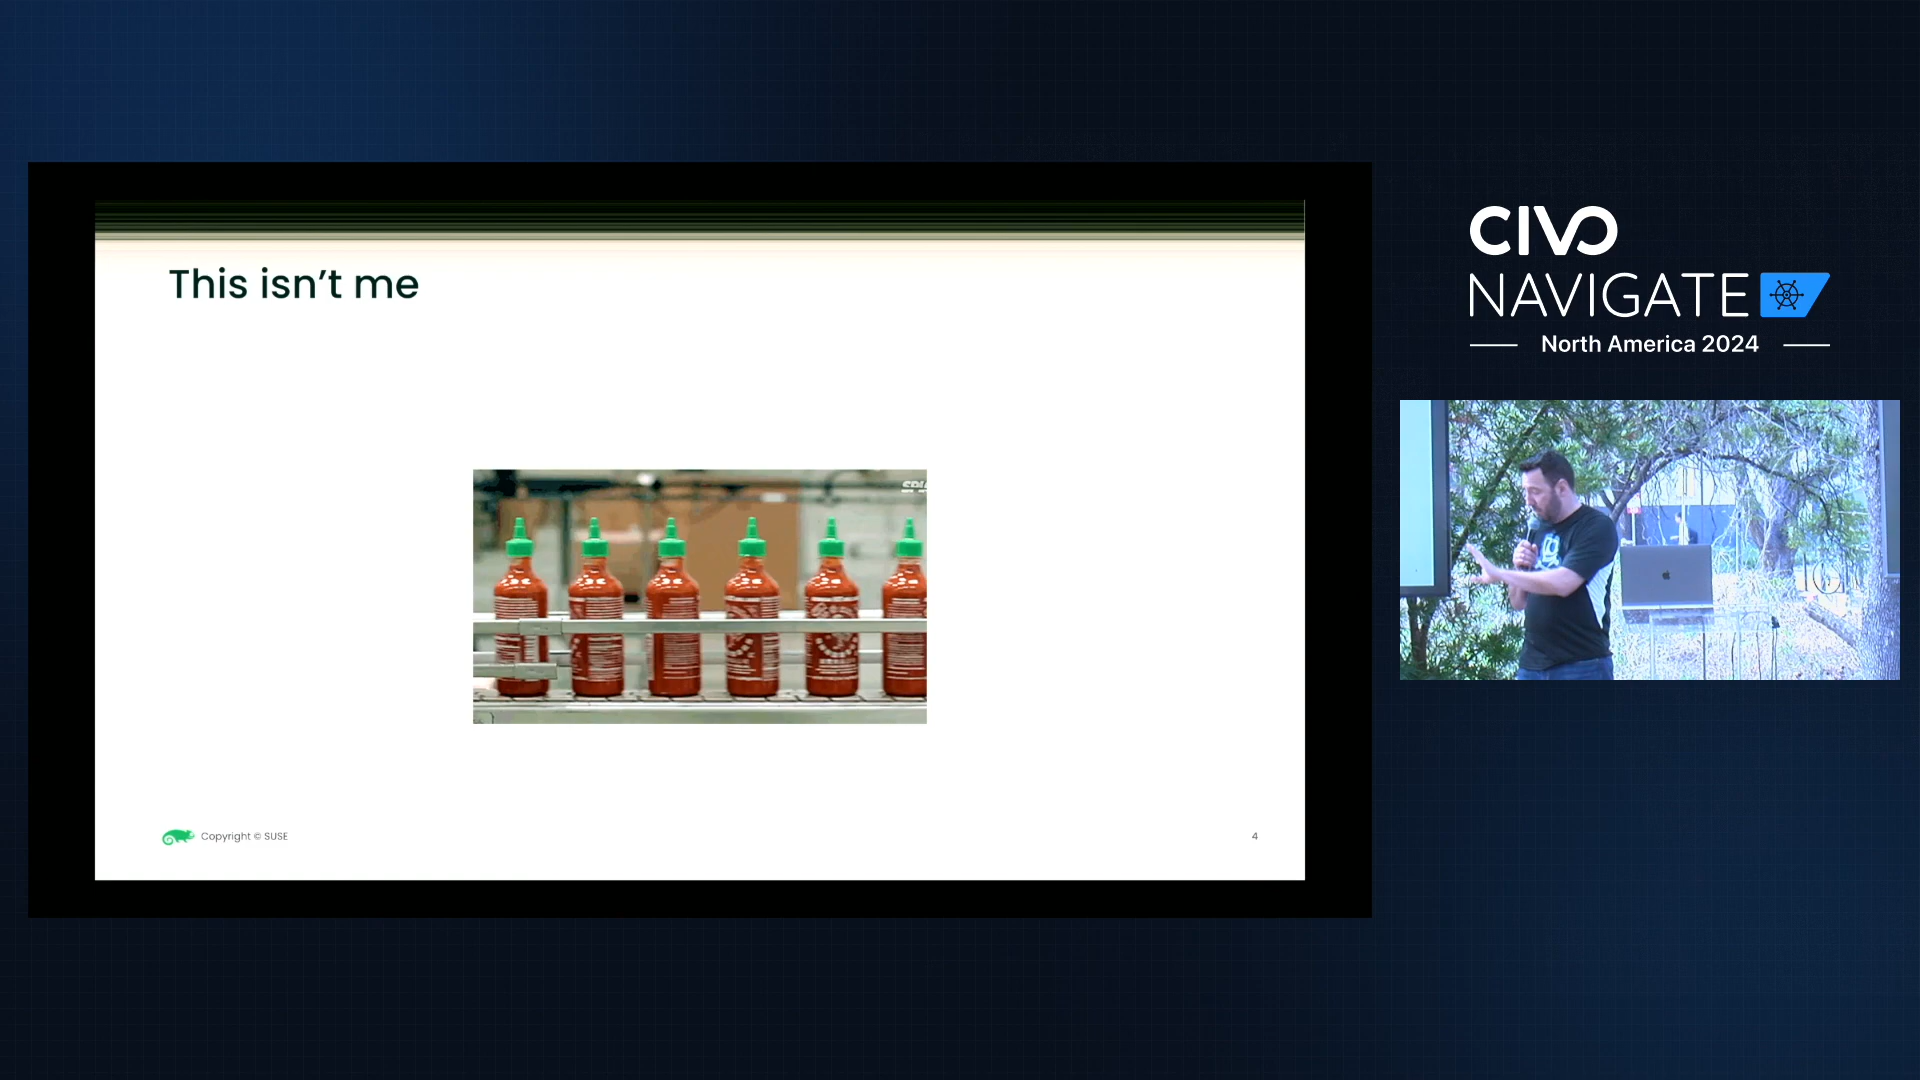 This isn't me
Copyright © SUSE
4
CIVO
NAVIGATE
North America 2024